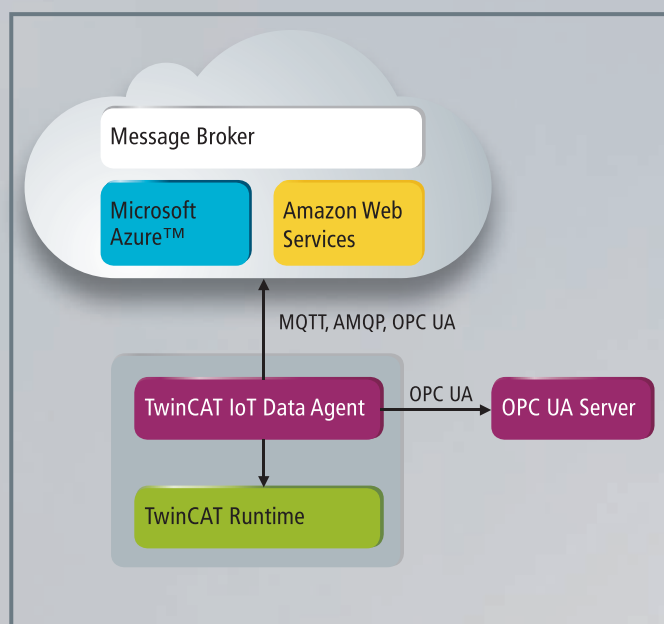 Message Broker
Microsoft
Azure™
Amazon Web
Services
MQTT, AMQP, OPC UA
TwinCAT IoT Data Agent
OPC UA
OPC UA Server
TwinCAT Runtime